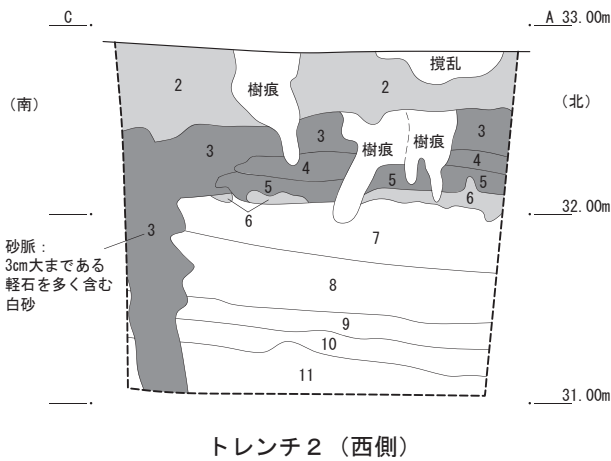 C
A 33.00m
2
樹痕
攪乱
2
（南）
（北）
3
3
樹痕
樹痕
3
4
4
5
5
5
6
6
32.00m
3
砂脈：
3cm大まである
軽石を多く含む
白砂
7
8
9
10
11
31.00m
トレンチ２（西側）